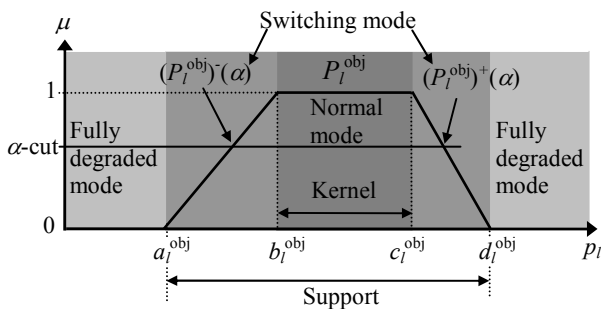 Switching mode
μ
(P_l^obj)^-(α)
P_l^obj
(P_l^obj)^+(α)
1
Normal
mode
Fully
degraded
mode
α-cut
Fully
degraded
mode
Kernel
0
a_l^obj
b_l^obj
c_l^obj
d_l^obj
p_l
Support